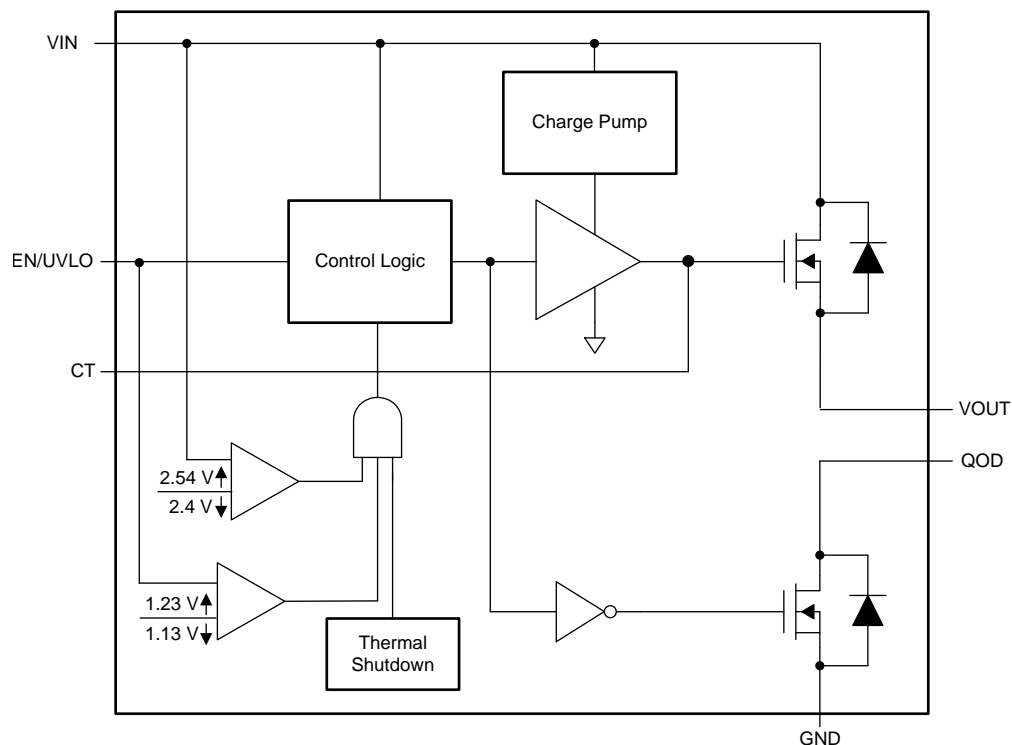 VIN
Charge Pump
EN/UVLO
Control Logic
CT
VOUT
QOD
2.54 V
2.4 V
1.23 V
1.13 V
Thermal
Shutdown
GND